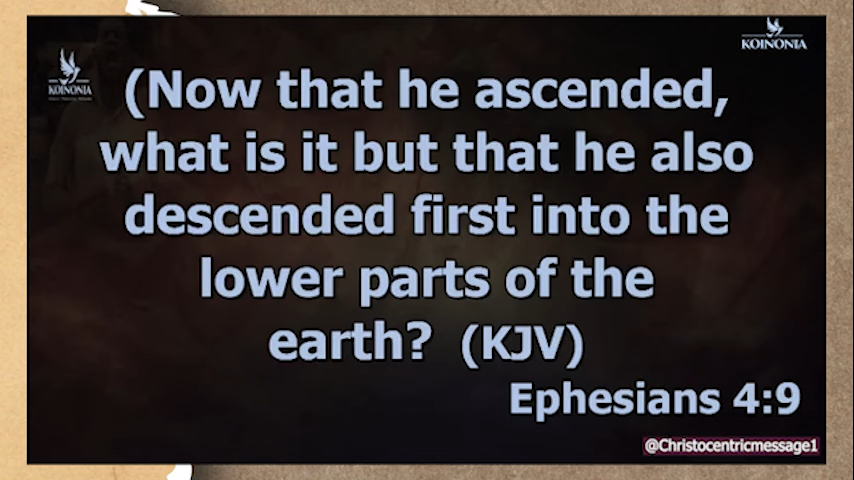 KOINONIA
KOINONIA
(Now that he ascended,
what is it but that he also
descended first into the
lower parts of the
earth? (KJV)
Ephesians 4:9
@Christocentricmessage1